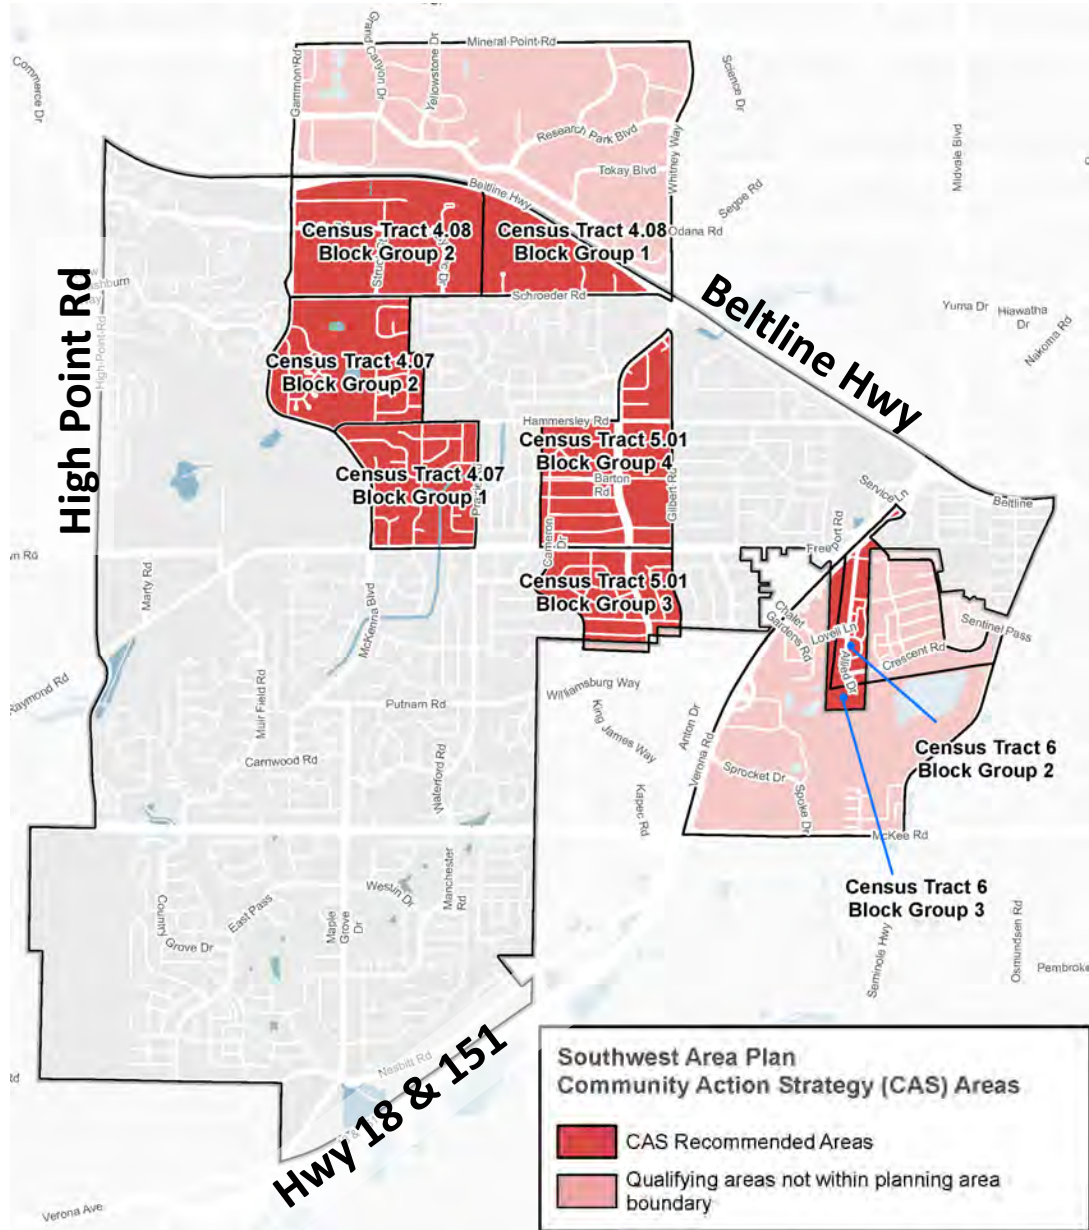 Commerce Dr
Grand Canyon Dr
Yellowstone Dr
Mineral Point Rd
Gammon Rd
Science Dr
Research Park Blvd
Tokay Blvd
Whitney Way
Midvale Blvd
Segoe Rd
Odana Rd
Beltline Hwy
Census Tract 4.08
Block Group 2
Census Tract 4.08
Block Group 1
Schroeder Rd
High Point Rd
High Point Rd
Beltline Hwy
Yuma Dr
Hiawatha
Dr
Nakoma Rd
Census Tract 4.07
Block Group 2
Hammersley Rd
Census Tract 5.01
Block Group 4
Barton
Rd
Gilbert Rd
Census Tract 4.07
Block Group 1
Cameron
Dr
Service Ln
Beltline
Census Tract 5.01
Block Group 3
Marty Rd
McKenna Blvd
Chalet
Gardens Rd
Lovell Ln
Allied Dr
Crescent Rd
Sentinel Pass
Raymond Rd
Muir Field Rd
Putnam Rd
Williamsburg Way
King James Way
Anton Dr
Verona Rd
Carnwood Rd
Waterford Rd
Kapec Rd
Sprocket Dr
Spoke Dr
McKee Rd
Census Tract 6
Block Group 2
Census Tract 6
Block Group 3
Westin Dr
Manchester
Rd
East Pass
Maple
Grove
Dr
Country
Grove Dr
Seminole Hwy
Osmundsen Rd
Pembroke
Nesbitt Rd
Hwy 18 & 151
Verona Ave
Southwest Area Plan
Community Action Strategy (CAS) Areas
CAS Recommended Areas
Qualifying areas not within planning area
boundary